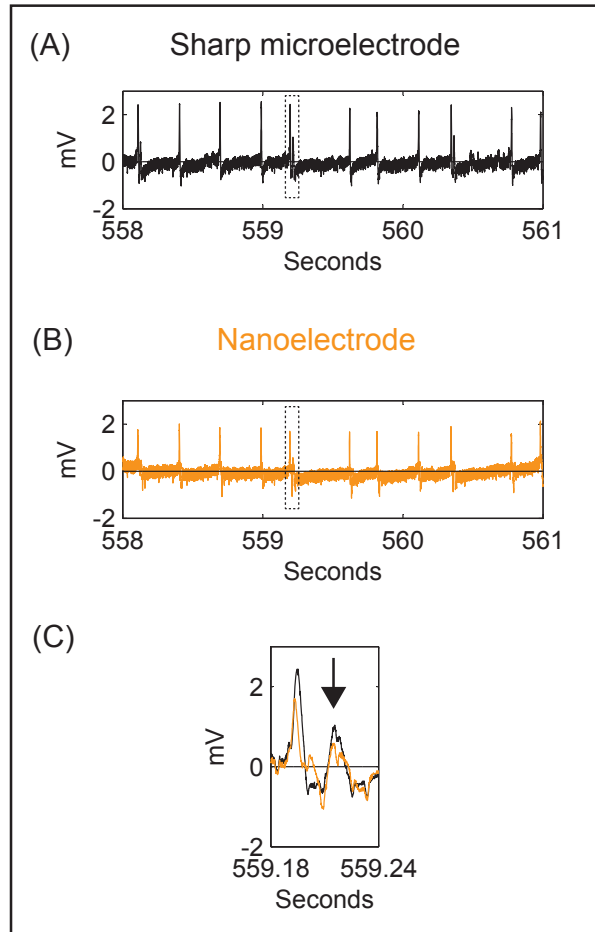 (A) Sharp microelectrode
2
0
-2
mV
558 559 560 561
Seconds
(B) Nanoelectrode
2
0
-2
mV
558 559 560 561
Seconds
(C)
2
0
-2
mV
559.18 559.24
Seconds